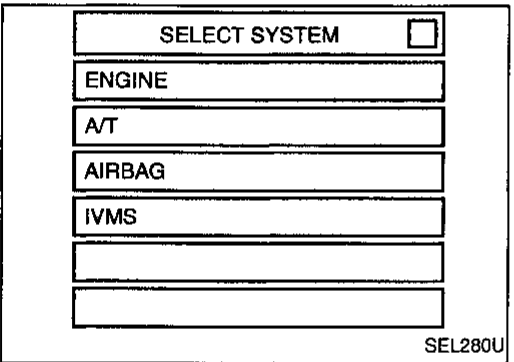 SELECT SYSTEM
ENGINE
A/T
AIRBAG
IVMS
SEL280U